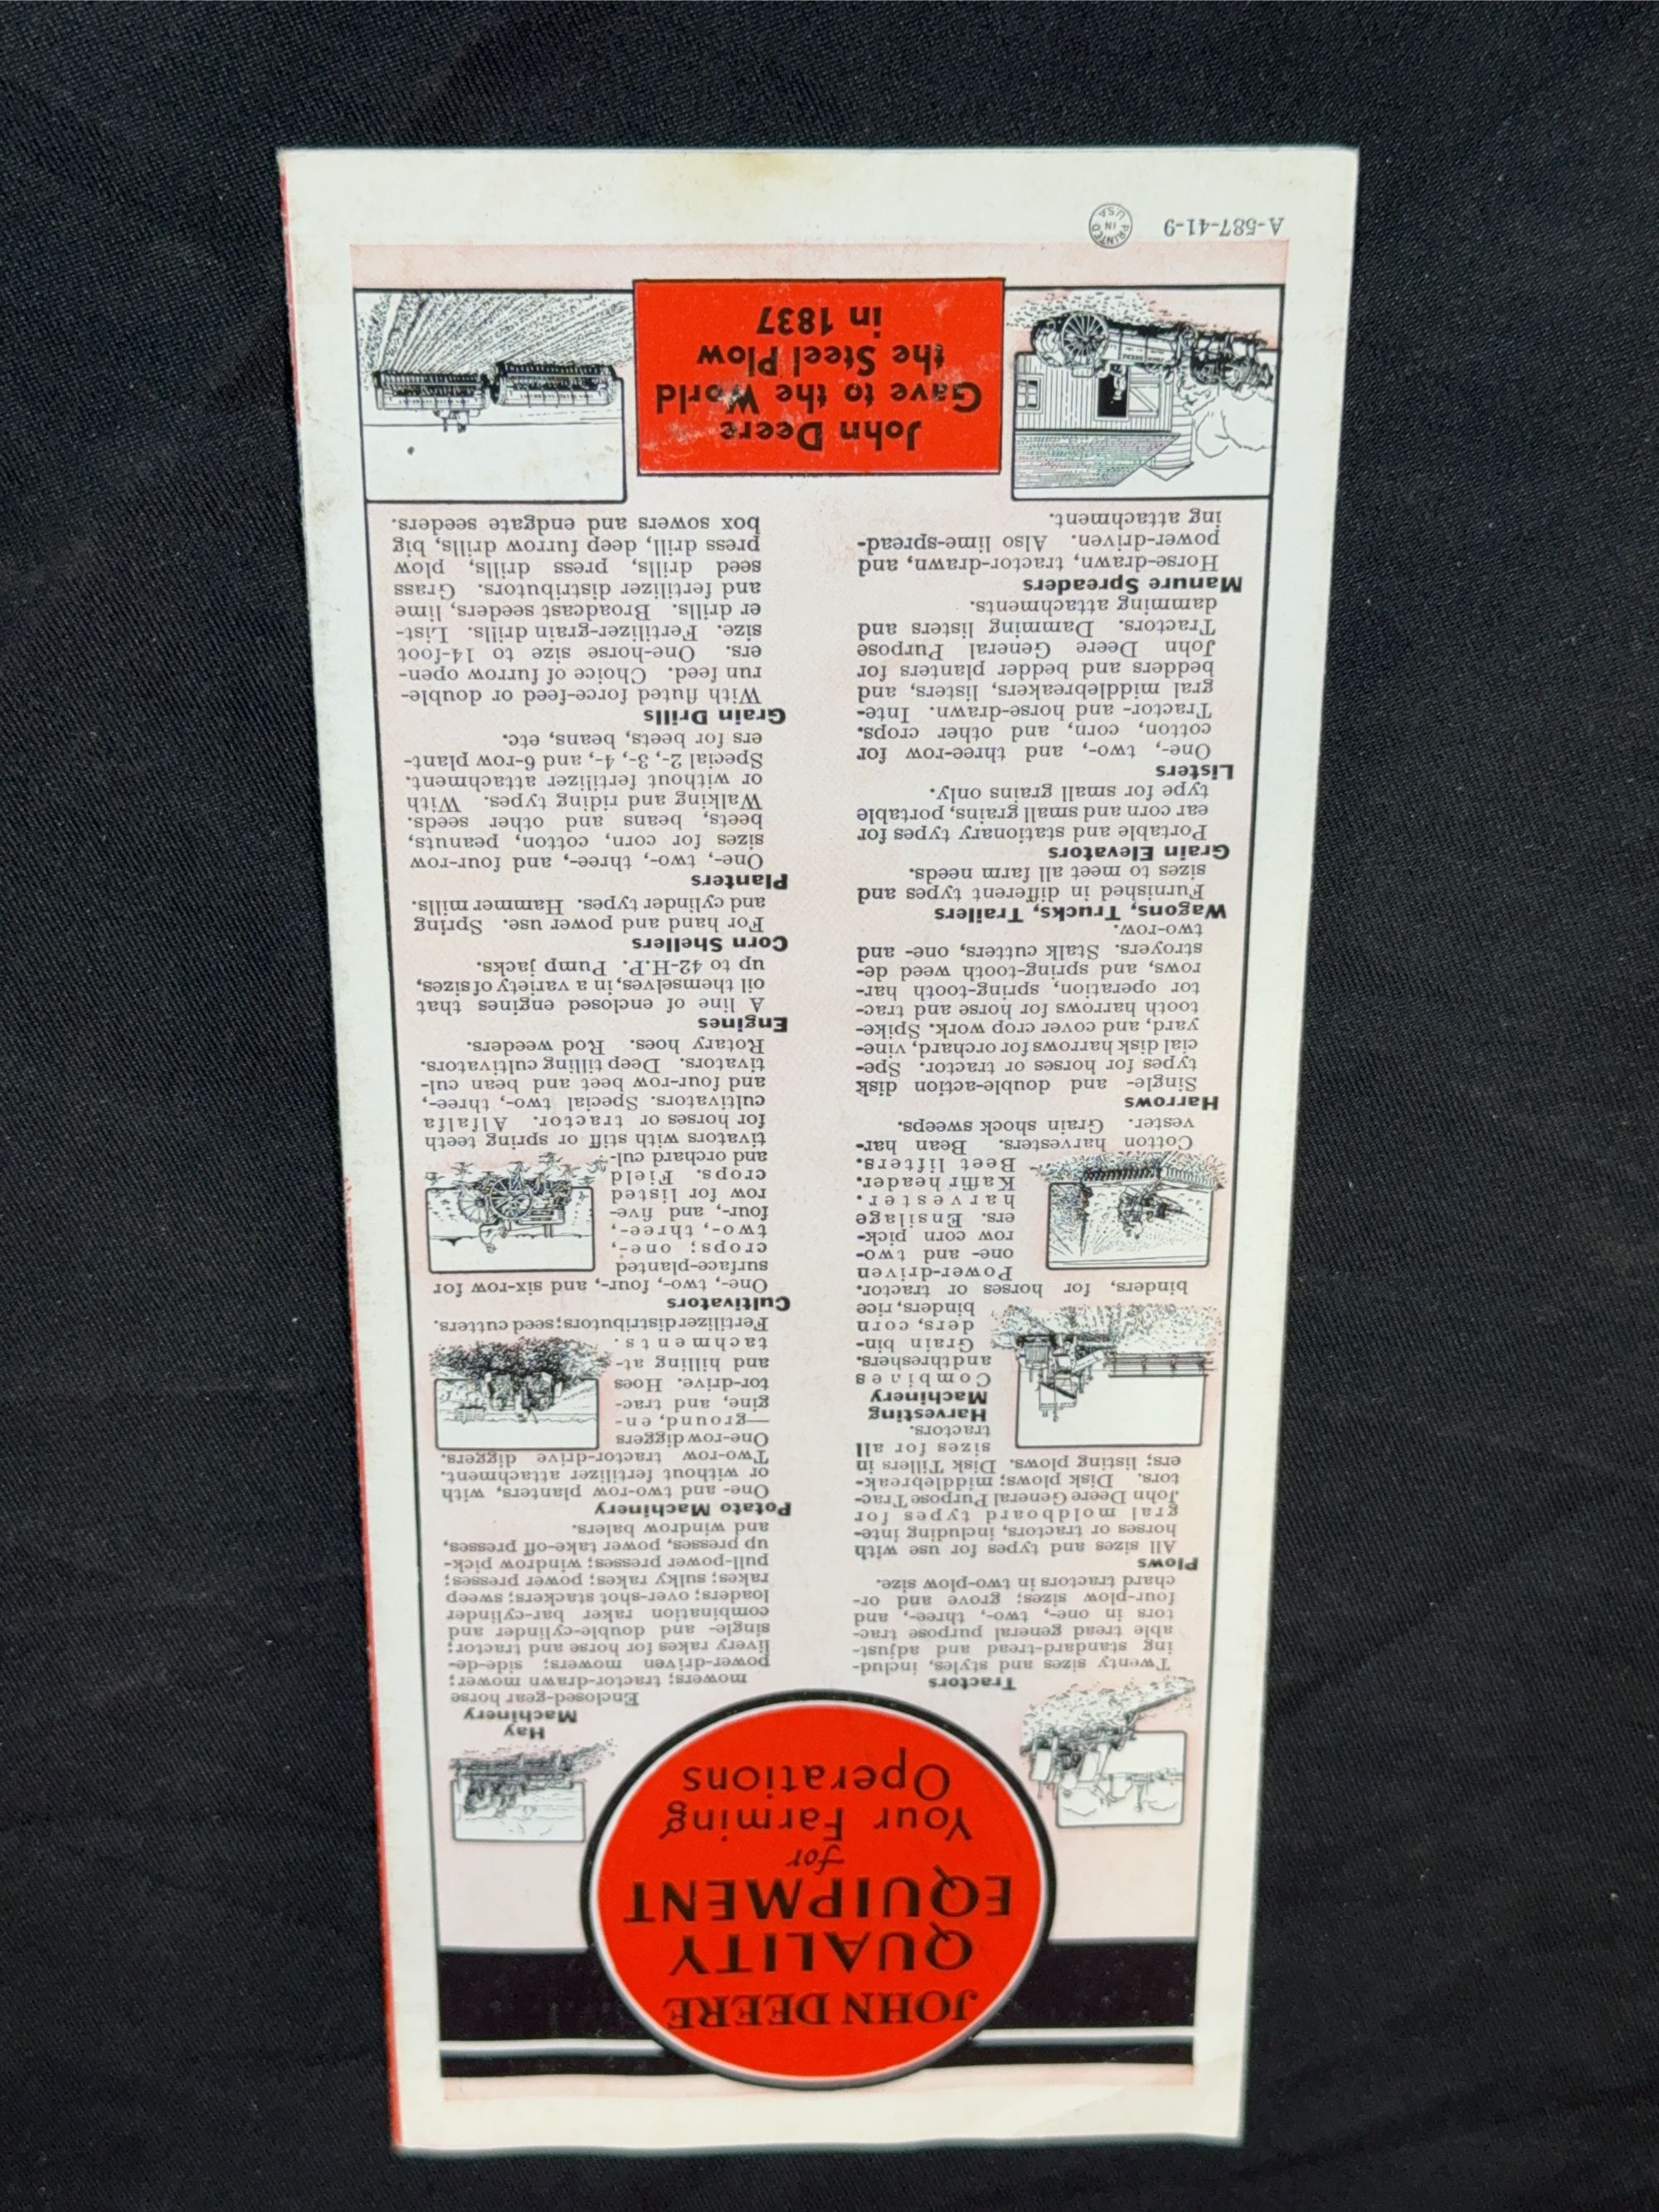 JOHN DEERE
QUALITY
EQUIPMENT
for
Your Farming
Operations
Tractors
Twenty sizes and styles, includ-
ing standard-tread and adjust-
able tread general purpose trac-
tors in one-, two-, three-, and
four-plow sizes; grove and or-
chard tractors in two-plow size.
Plows
All sizes and types for use with
horses or tractors, including inte-
gral moldboard types for
John Deere General Purpose Trac-
tors. Disk plows; middlebreak-
ers; listing plows. Disk Tillers in
sizes for all
tractors.
Harvesting
Machinery
Combines
and threshers.
Grain bin-
ders, corn
binders, rice
binders, for horses or tractor.
Power-driven
one- and two-
row corn pick-
ers. Ensilage
harvester.
Kaffir header.
Beet lifters.
Cotton harvesters. Bean har-
vester. Grain shock sweeps.
Harrows
Single- and double-action disk
types for horses or tractor. Spe-
cial disk harrows for orchard, vine-
yard, and cover crop work. Spike-
tooth harrows for horse and trac-
tor operation, spring-tooth har-
rows, and spring-tooth weed de-
stroyers. Stalk cutters, one- and
two-row.
Wagons, Trucks, Trailers
Furnished in different types and
sizes to meet all farm needs.
Grain Elevators
Portable and stationary types for
ear corn and small grains, portable
type for small grains only.
Listers
One-, two-, and three-row for
cotton, corn, and other crops.
Tractor- and horse-drawn. Inte-
gral middlebreakers, listers, and
bedders and bedder planters for
John Deere General Purpose
Tractors. Damming listers and
damming attachments.
Manure Spreaders
Horse-drawn, tractor-drawn, and
power-driven. Also lime-spread-
ing attachment.
Hay
Machinery
Enclosed-gear horse
mowers; tractor-drawn mower;
power-driven mowers; side-de-
livery rakes for horse and tractor;
single- and double-cylinder and
combination raker bar-cylinder
loaders; over-shot stackers; sweep
rakes; sulky rakes; power presses;
pull-power presses; windrow pick-
up presses, power take-off presses,
and windrow balers.
Potato Machinery
One- and two-row planters, with
or without fertilizer attachment.
Two-row tractor-drive diggers.
One-row diggers
—ground, en-
gine, and trac-
tor-drive. Hoes
and hilling at-
tachments.
Fertilizer distributors; seed cutters.
Cultivators
One-, two-, four-, and six-row for
surface-planted
crops; one-,
two-, three-,
four-, and five-
row for listed
crops. Field
and orchard cul-
tivators with stiff or spring teeth
for horses or tractor. Alfalfa
cultivators. Special two-, three-,
and four-row beet and bean cul-
tivators. Deep tilling cultivators.
Rotary hoes. Rod weeders.
Engines
A line of enclosed engines that
oil themselves, in a variety of sizes,
up to 42-H.P. Pump jacks.
Corn Shellers
For hand and power use. Spring
and cylinder types. Hammer mills.
Planters
One-, two-, three-, and four-row
sizes for corn, cotton, peanuts,
beets, beans and other seeds.
Walking and riding types. With
or without fertilizer attachment.
Special 2-, 3-, 4-, and 6-row plant-
ers for beets, beans, etc.
Grain Drills
With fluted force-feed or double-
run feed. Choice of furrow open-
ers. One-horse size to 14-foot
size. Fertilizer-grain drills. List-
er drills. Broadcast seeders, lime
and fertilizer distributors. Grass
seed drills, press drills, plow
press drill, deep furrow drills, big
box sowers and endgate seeders.
John Deere
Gave to the World
the Steel Plow
in 1837
A-587-41-9
PRINTED
IN
USA